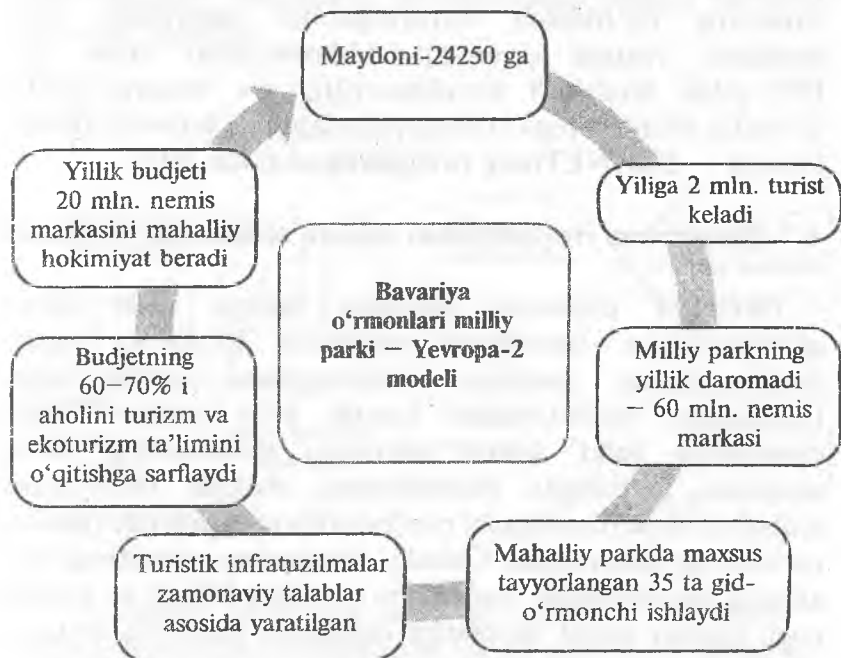 Maydoni-24250 ga
Yiliga 2 mln. turist
keladi
Milliy parkning
yillik daromadi
– 60 mln. nemis
markasi
Mahalliy parkda maxsus
tayyorlangan 35 ta gid-
o‘rmonchi ishlaydi
Turistik infratuzilmalar
zamonaviy talablar
asosida yaratilgan
Budjetning
60–70% i
aholini turizm va
ekoturizm ta’limini
o‘qitishga sarflaydi
Yillik budjeti
20 mln. nemis
markasini mahalliy
hokimiyat beradi
Bavariya
o‘rmonlari milliy
parki – Yevropa-2
modeli